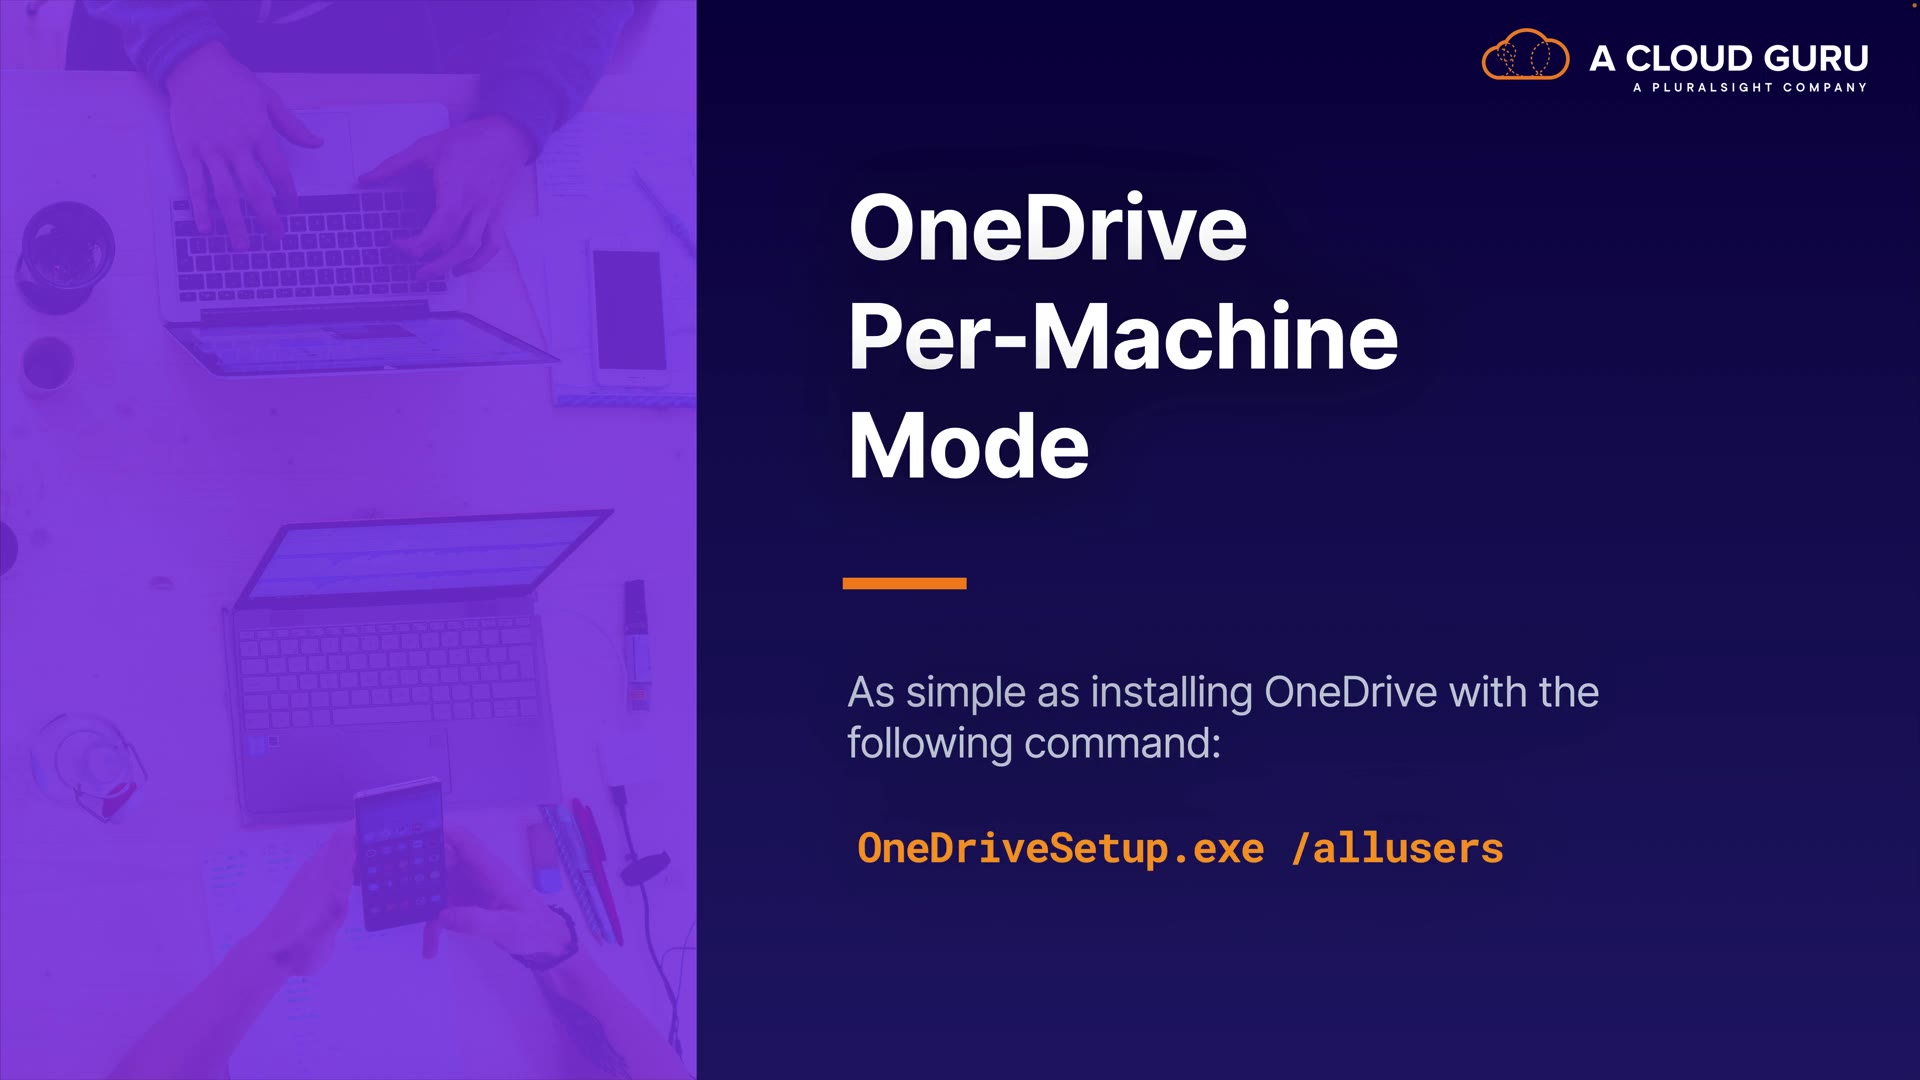 A CLOUD GURU
A PLURALSIGHT COMPANY
OneDrive
Per-Machine
Mode
As simple as installing OneDrive with the
following command:
OneDriveSetup.exe /allusers